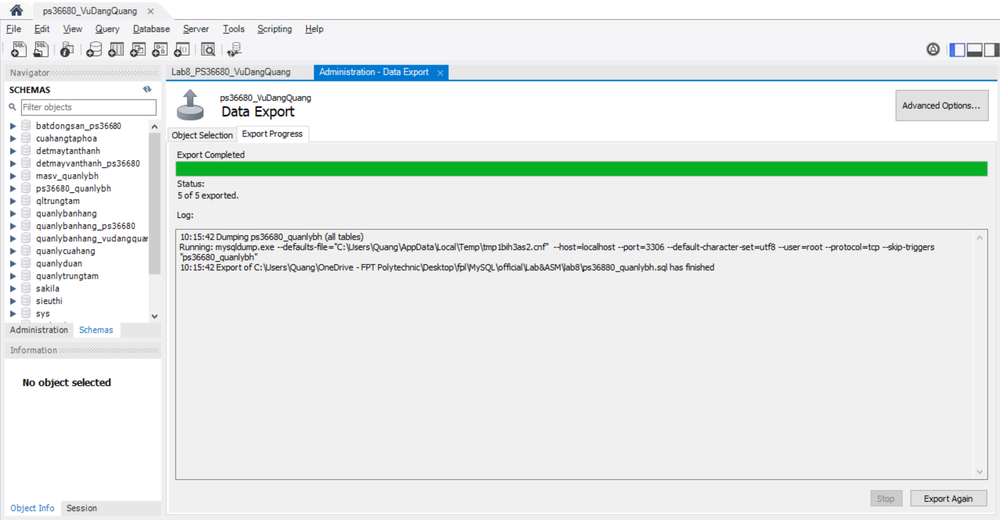 ps36680_VuDangQuang
File Edit View Query Database Server Tools Scripting Help
Navigator
SCHEMAS
Filter objects
batdongsan_ps36680
cuahangtaphoa
detmaytanthanh
detmayvanthanh_ps36680
masv_quanlybh
ps36680_quanlybh
qltrungtam
quanlybanhang
quanlybanhang_ps36680
quanlybanhang_vudangquar
quanlycuahang
quanlyduan
quanlytrungtam
sakila
sieuthi
sys
Administration Schemas
Information
No object selected
Object Info Session
Lab8_PS36680_VuDangQuang Administration - Data Export
ps36680_VuDangQuang
Data Export
Advanced Options...
Object Selection Export Progress
Export Completed
Status:
5 of 5 exported.
Log:
10:15:42 Dumping ps36680_quanlybh (all tables)
Running: mysqldump.exe --defaults-file="C:\Users\Quang\AppData\Local\Temp\tmp1bih3as2.cnf" --host=localhost --port=3306 --default-character-set=utf8 --user=root --protocol=tcp --skip-triggers
"ps36680_quanlybh"
10:15:42 Export of C:\Users\Quang\OneDrive - FPT Polytechnic\Desktop\fpl\MySQL\official\Lab&ASM\lab8\ps36880_quanlybh.sql has finished
Stop Export Again